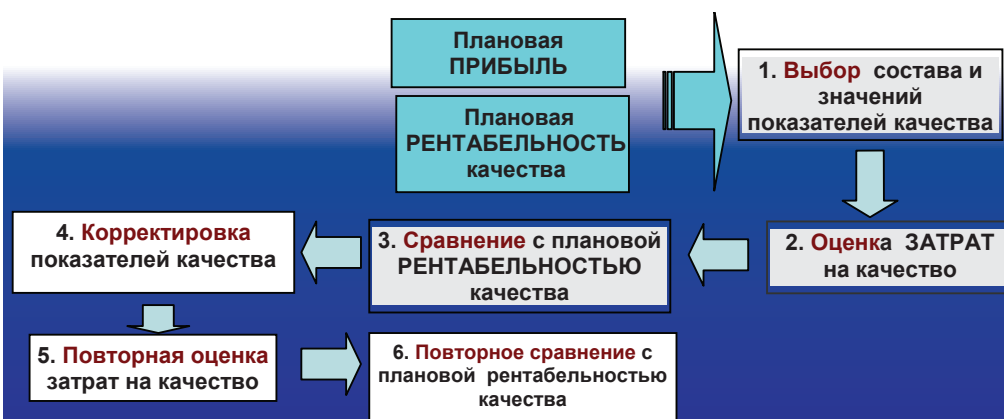 Плановая
ПРИБЫЛЬ
Плановая
РЕНТАБЕЛЬНОСТЬ
качества
1. Выбор состава и
значений
показателей качества
2. Оценка ЗАТРАТ
на качество
3. Сравнение с плановой
РЕНТАБЕЛЬНОСТЬЮ
качества
4. Корректировка
показателей качества
5. Повторная оценка
затрат на качество
6. Повторное сравнение с
плановой рентабельностью
качества